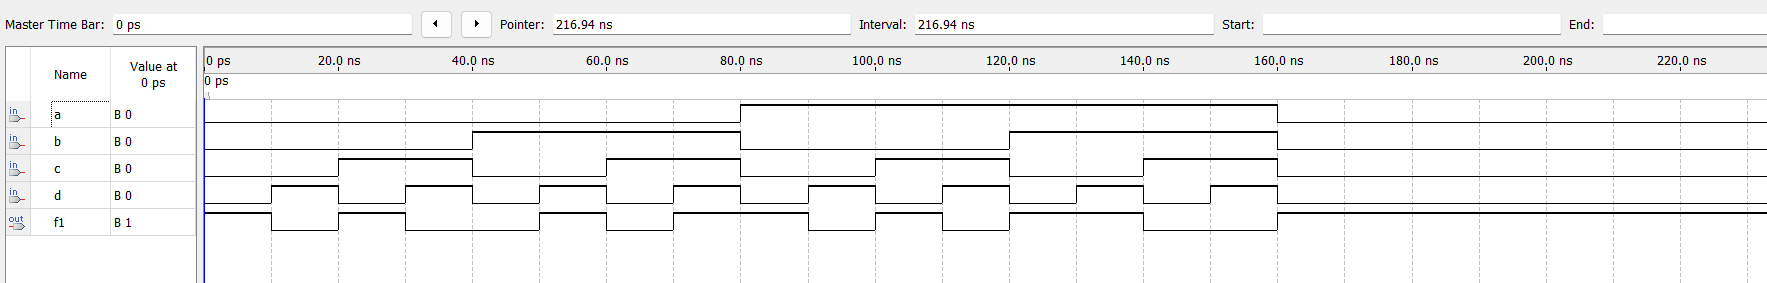 Master Time Bar: 0 ps Pointer: 216.94 ns Interval: 216.94 ns Start: End:
Name Value at 0 ps
0 ps 20.0 ns 40.0 ns 60.0 ns 80.0 ns 100.0 ns 120.0 ns 140.0 ns 160.0 ns 180.0 ns 200.0 ns 220.0 ns
0 ps
in a B 0
in b B 0
in c B 0
in d B 0
out f1 B 1